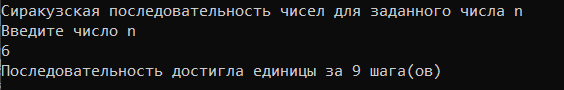 Сиракузская последовательность чисел для заданного числа n
Введите число n
6
Последовательность достигла единицы за 9 шага(ов)